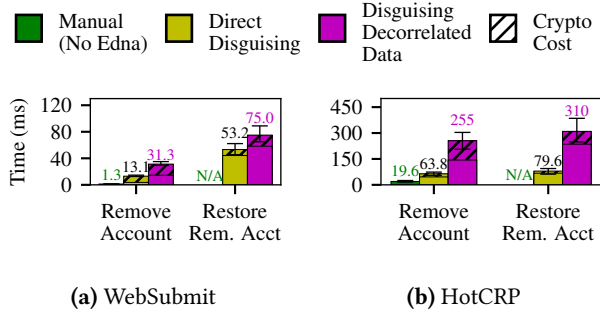 Manual
(No Edna)
Direct
Disguising
Disguising
Decorrelated
Data
Crypto
Cost
Time (ms)
120
80
40
0
1.3
13.1
31.3
N/A
53.2
75.0
Remove
Account
Restore
Rem. Acct
(a) WebSubmit
450
300
150
0
19.6
63.8
255
N/A
79.6
310
Remove
Account
Restore
Rem. Acct
(b) HotCRP